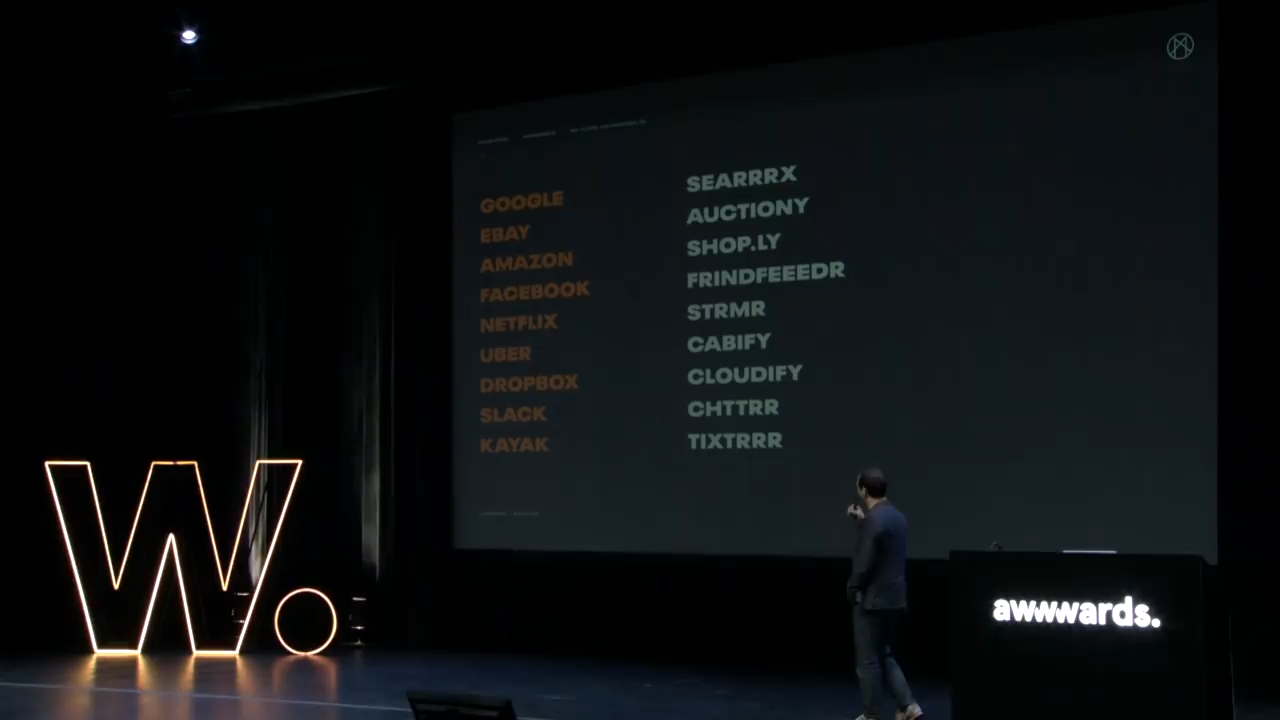 GOOGLE
EBAY
AMAZON
FACEBOOK
NETFLIX
UBER
DROPBOX
SLACK
KAYAK
SEARRRX
AUCTIONY
SHOP.LY
FRINDFEEEDR
STRMR
CABIFY
CLOUDIFY
CHTTRR
TIXTRRR
W.
awwwards.